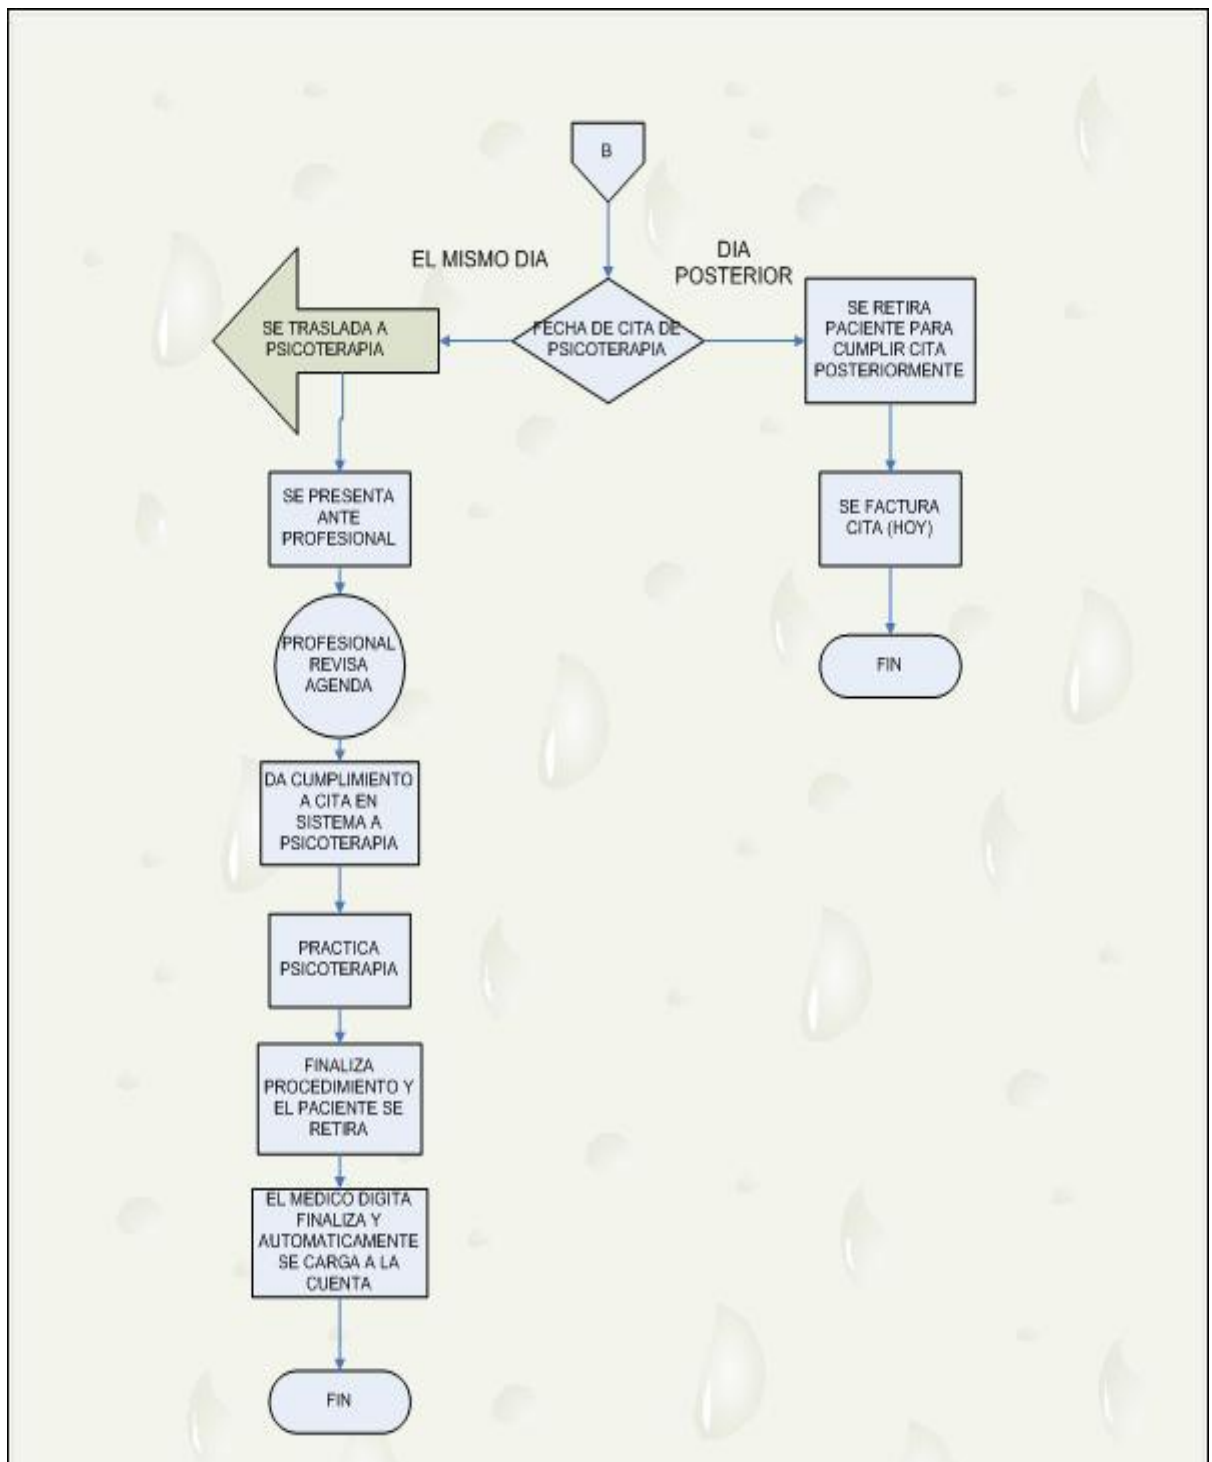 B
EL MISMO DIA
DIA
POSTERIOR
SE TRASLADA A
PSICOTERAPIA
FECHA DE CITA DE
PSICOTERAPIA
SE RETIRA
PACIENTE PARA
CUMPLIR CITA
POSTERIORMENTE
SE PRESENTA
ANTE
PROFESIONAL
SE FACTURA
CITA (HOY)
PROFESIONAL
REVISA
AGENDA
FIN
DA CUMPLIMIENTO
A CITA EN
SISTEMA A
PSICOTERAPIA
PRACTICA
PSICOTERAPIA
FINALIZA
PROCEDIMIENTO Y
EL PACIENTE SE
RETIRA
EL MEDICO DIGITA
FINALIZA Y
AUTOMATICAMENTE
SE CARGA A LA
CUENTA
FIN